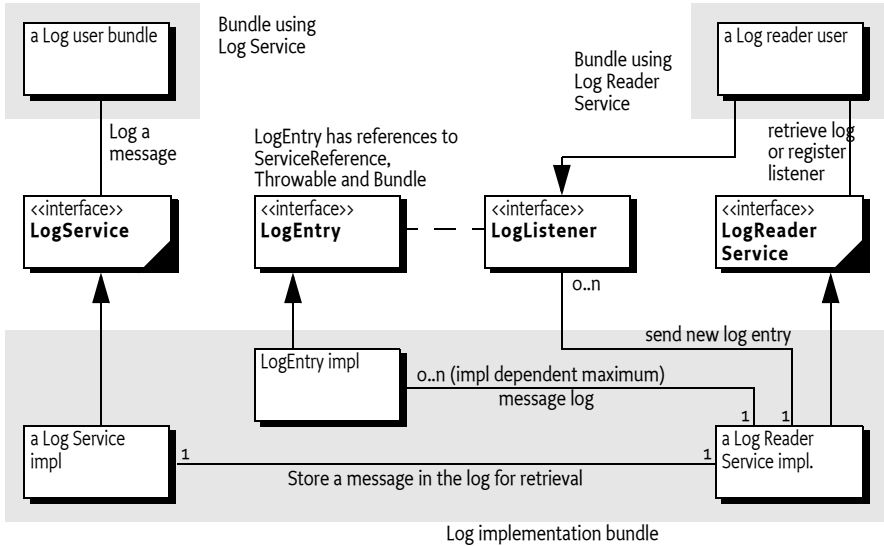 a Log user bundle
Bundle using
Log Service
a Log reader user
Bundle using
Log Reader
Service
Log a
message
LogEntry has references to
ServiceReference,
Throwable and Bundle
retrieve log
or register
listener
<<interface>>
LogService
<<interface>>
LogEntry
<<interface>>
LogListener
<<interface>>
LogReader
Service
0..n
send new log entry
LogEntry impl
0..n (impl dependent maximum)
message log
1
1
a Log Service
impl
1
1
a Log Reader
Service impl.
Store a message in the log for retrieval
Log implementation bundle